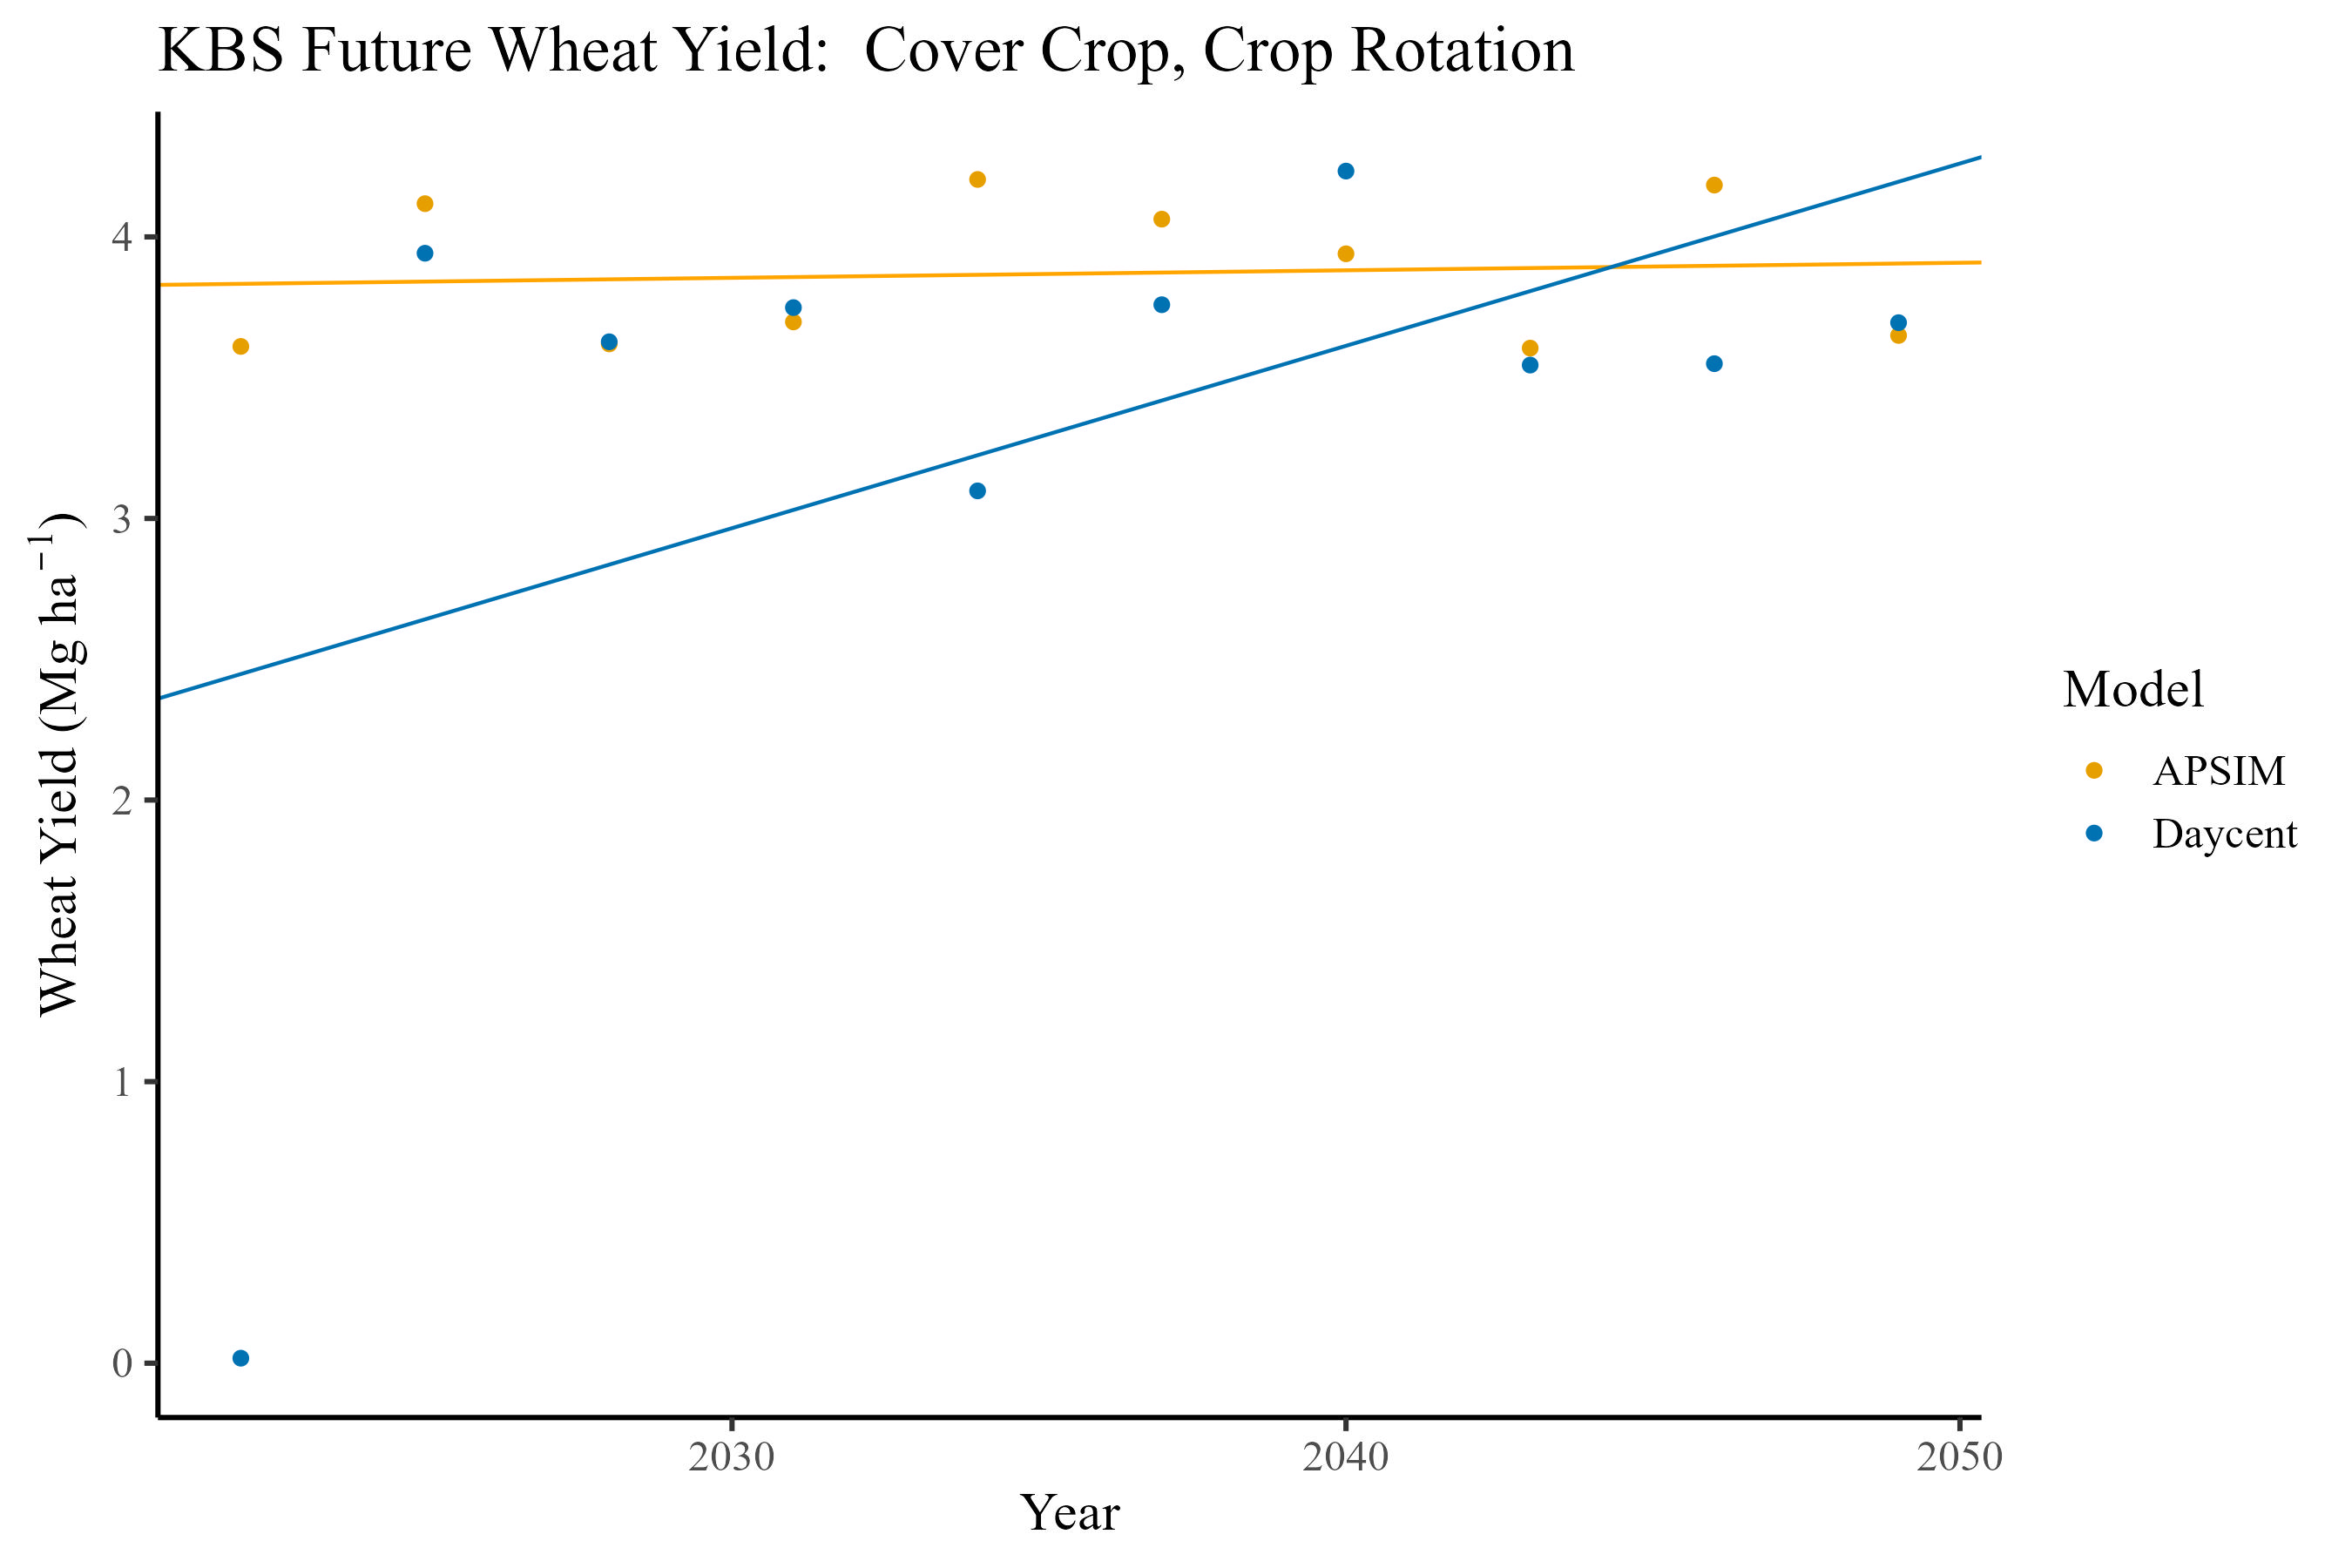 KBS Future Wheat Yield:   Cover Crop, Crop Rotation
Wheat Yield (Mg ha⁻¹)
4
3
2
1
0
2030 2040 2050
Year
Model
APSIM
Daycent